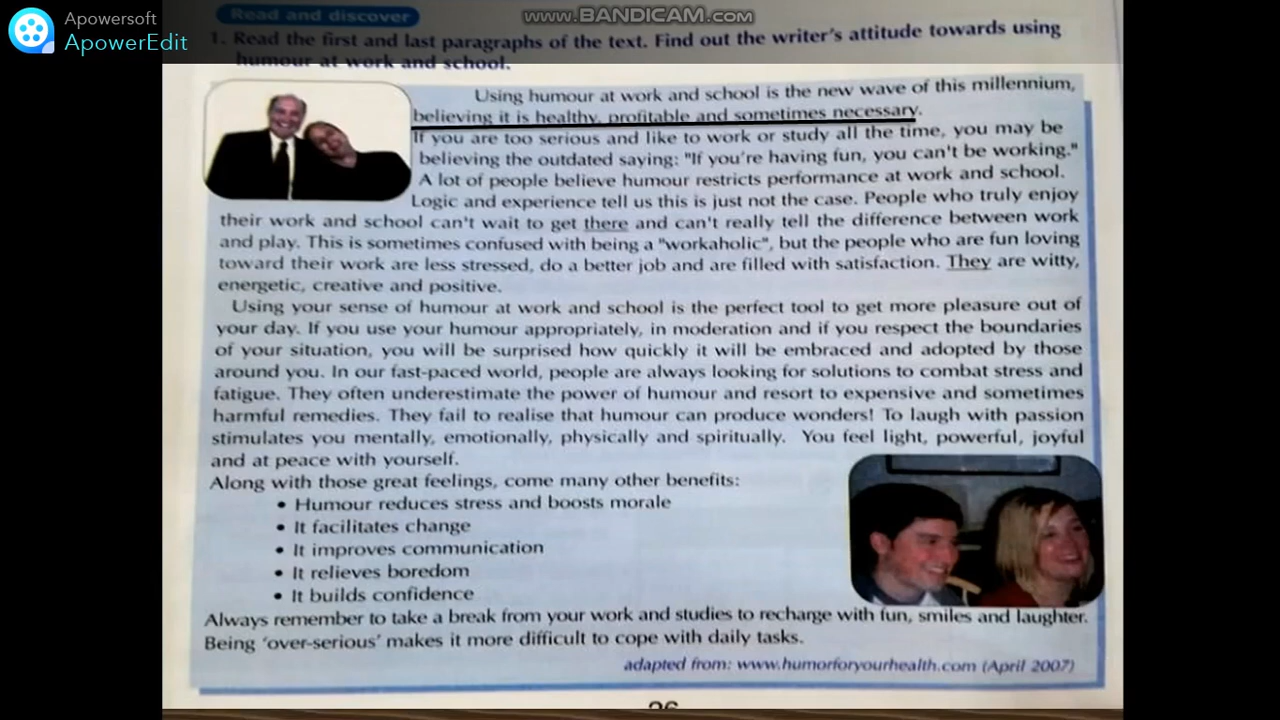 Apowersoft
ApowerEdit
www.BANDICAM.com
Read and discover
1. Read the first and last paragraphs of the text. Find out the writer's attitude towards using
humour at work and school.
Using humour at work and school is the new wave of this millennium,
believing it is healthy, profitable and sometimes necessary.
If you are too serious and like to work or study all the time, you may be
believing the outdated saying: "If you're having fun, you can't be working."
A lot of people believe humour restricts performance at work and school.
Logic and experience tell us this is just not the case. People who truly enjoy
their work and school can't wait to get there and can't really tell the difference between work
and play. This is sometimes confused with being a "workaholic", but the people who are fun loving
toward their work are less stressed, do a better job and are filled with satisfaction. They are witty,
energetic, creative and positive.
Using your sense of humour at work and school is the perfect tool to get more pleasure out of
your day. If you use your humour appropriately, in moderation and if you respect the boundaries
of your situation, you will be surprised how quickly it will be embraced and adopted by those
around you. In our fast-paced world, people are always looking for solutions to combat stress and
fatigue. They often underestimate the power of humour and resort to expensive and sometimes
harmful remedies. They fail to realise that humour can produce wonders! To laugh with passion
stimulates you mentally, emotionally, physically and spiritually. You feel light, powerful, joyful
and at peace with yourself.
Along with those great feelings, come many other benefits:
• Humour reduces stress and boosts morale
• It facilitates change
• It improves communication
• It relieves boredom
• It builds confidence
Always remember to take a break from your work and studies to recharge with fun, smiles and laughter.
Being 'over-serious' makes it more difficult to cope with daily tasks.
adapted from: www.humorforyourhealth.com (April 2007)